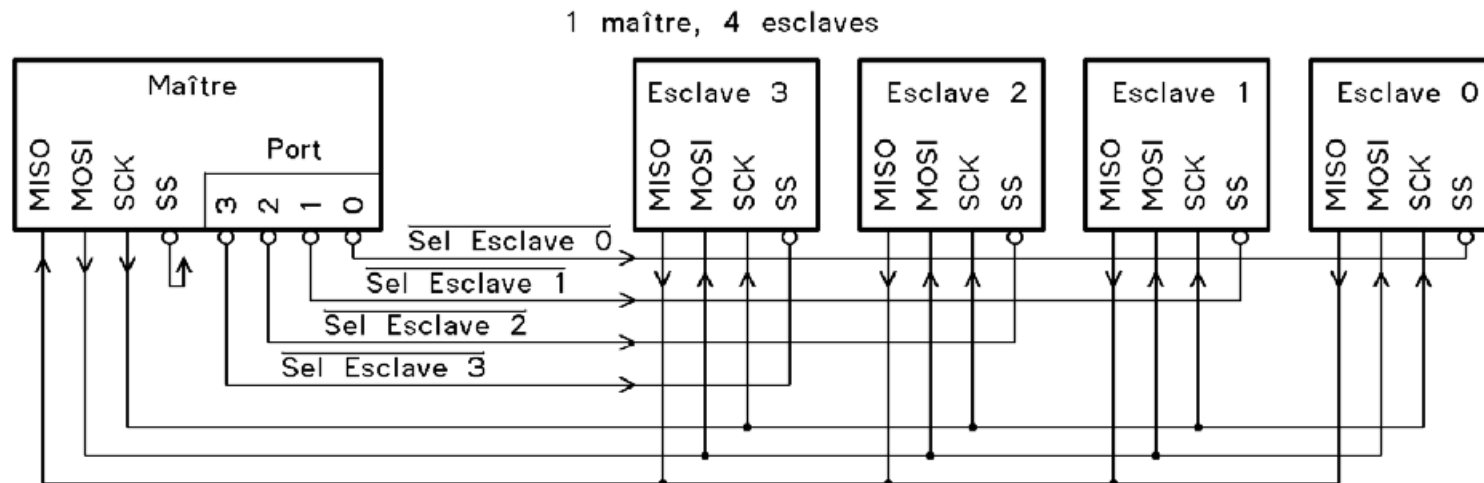 1 maître, 4 esclaves
Maître
Port
MISO MOSI SCK SS 3 2 1 0
Esclave 3
MISO MOSI SCK SS
Esclave 2
MISO MOSI SCK SS
Esclave 1
MISO MOSI SCK SS
Esclave 0
MISO MOSI SCK SS
Sel Esclave 0
Sel Esclave 1
Sel Esclave 2
Sel Esclave 3